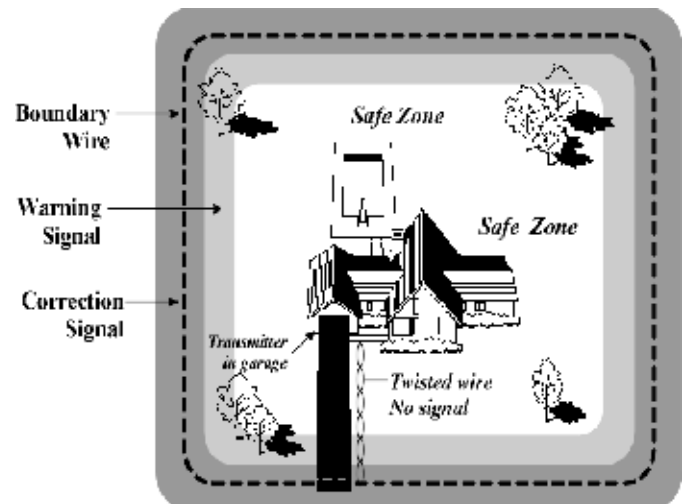 Safe Zone
Boundary
Wire
Warning
Signal
Safe Zone
Correction
Signal
Transmitter
in garage
Twisted wire
No signal